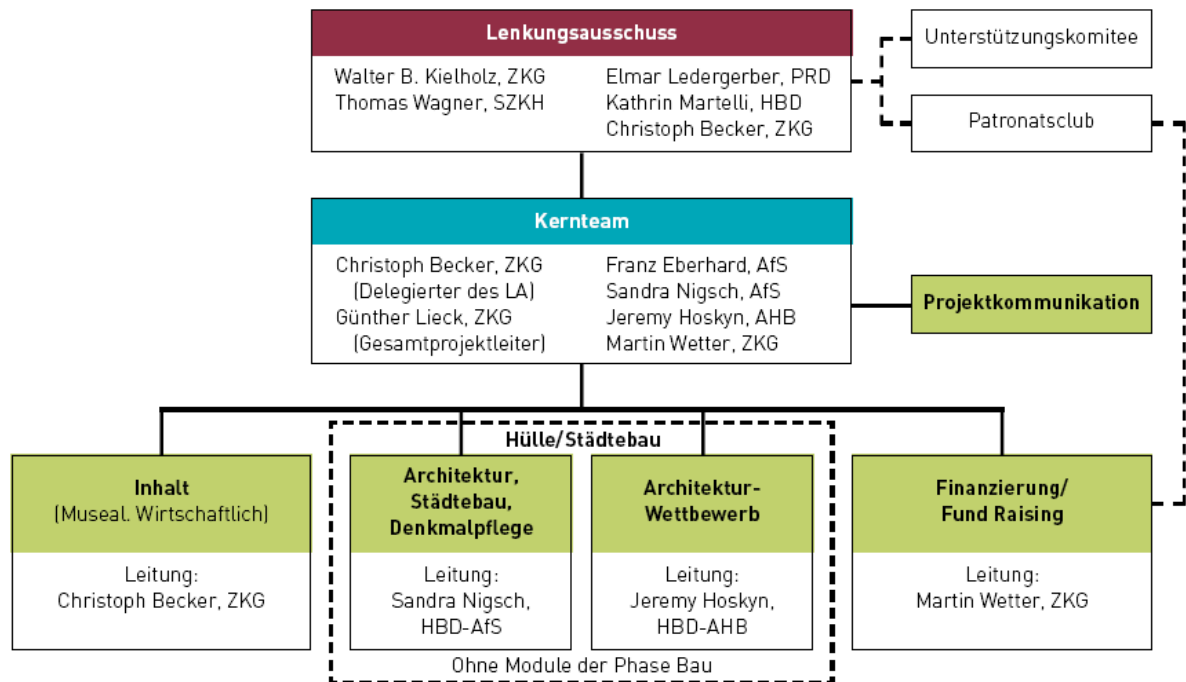 Lenkungsausschuss
Walter B. Kielholz, ZKG
Thomas Wagner, SZKH
Elmar Ledergerber, PRD
Kathrin Martelli, HBD
Christoph Becker, ZKG
Unterstützungskomitee
Patronatsclub
Kernteam
Christoph Becker, ZKG
(Delegierter des LA)
Günther Lieck, ZKG
(Gesamtprojektleiter)
Franz Eberhard, AfS
Sandra Nigsch, AfS
Jeremy Hoskyn, AHB
Martin Wetter, ZKG
Projektkommunikation
Hülle/Städtebau
Inhalt
(Museal. Wirtschaftlich)
Leitung:
Christoph Becker, ZKG
Architektur,
Städtebau,
Denkmalpflege
Leitung:
Sandra Nigsch,
HBD-AfS
Architektur-
Wettbewerb
Leitung:
Jeremy Hoskyn,
HBD-AHB
Finanzierung/
Fund Raising
Leitung:
Martin Wetter, ZKG
Ohne Module der Phase Bau